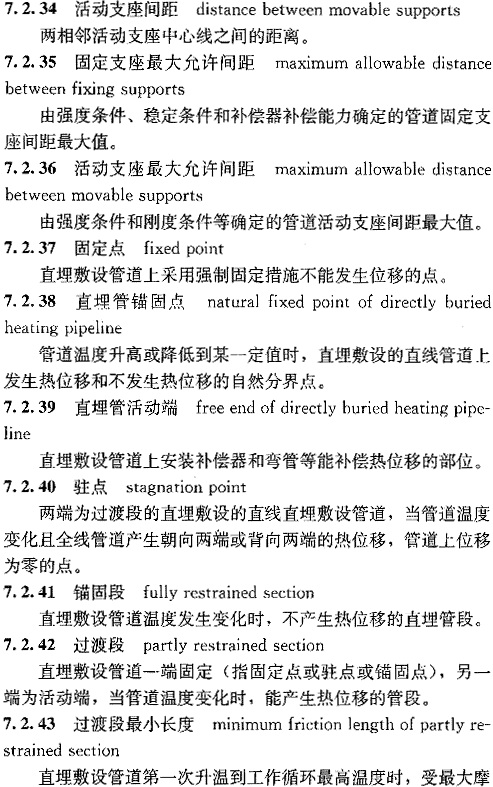 7.2.34 活动支座间距 distance between movable supports
两相邻活动支座中心线之间的距离。
7.2.35 固定支座最大允许间距 maximum allowable distance
between fixing supports
由强度条件、稳定条件和补偿器补偿能力确定的管道固定支
座间距最大值。
7.2.36 活动支座最大允许间距 maximum allowable distance
between movable supports
由强度条件和刚度条件等确定的管道活动支座间距最大值。
7.2.37 固定点 fixed point
直埋敷设管道上采用强制固定措施不能发生位移的点。
7.2.38 直埋管锚固点 natural fixed point of directly buried
heating pipeline
管道温度升高或降低到某一定值时，直埋敷设的直线管道上
发生热位移和不发生热位移的自然分界点。
7.2.39 直埋管活动端 free end of directly buried heating pipe-
line
直埋敷设管道上安装补偿器和弯管等能补偿热位移的部位。
7.2.40 驻点 stagnation point
两端为过渡段的直埋敷设的直线直埋敷设管道，当管道温度
变化且全线管道产生朝向两端或背向两端的热位移，管道上位移
为零的点。
7.2.41 锚固段 fully restrained section
直埋敷设管道温度发生变化时，不产生热位移的直埋管段。
7.2.42 过渡段 partly restrained section
直埋敷设管道一端固定（指固定点或驻点或锚固点），另一
端为活动端，当管道温度变化时，能产生热位移的管段。
7.2.43 过渡段最小长度 minimum friction length of partly re-
strained section
直埋敷设管道第一次升温到工作循环最高温度时，受最大摩